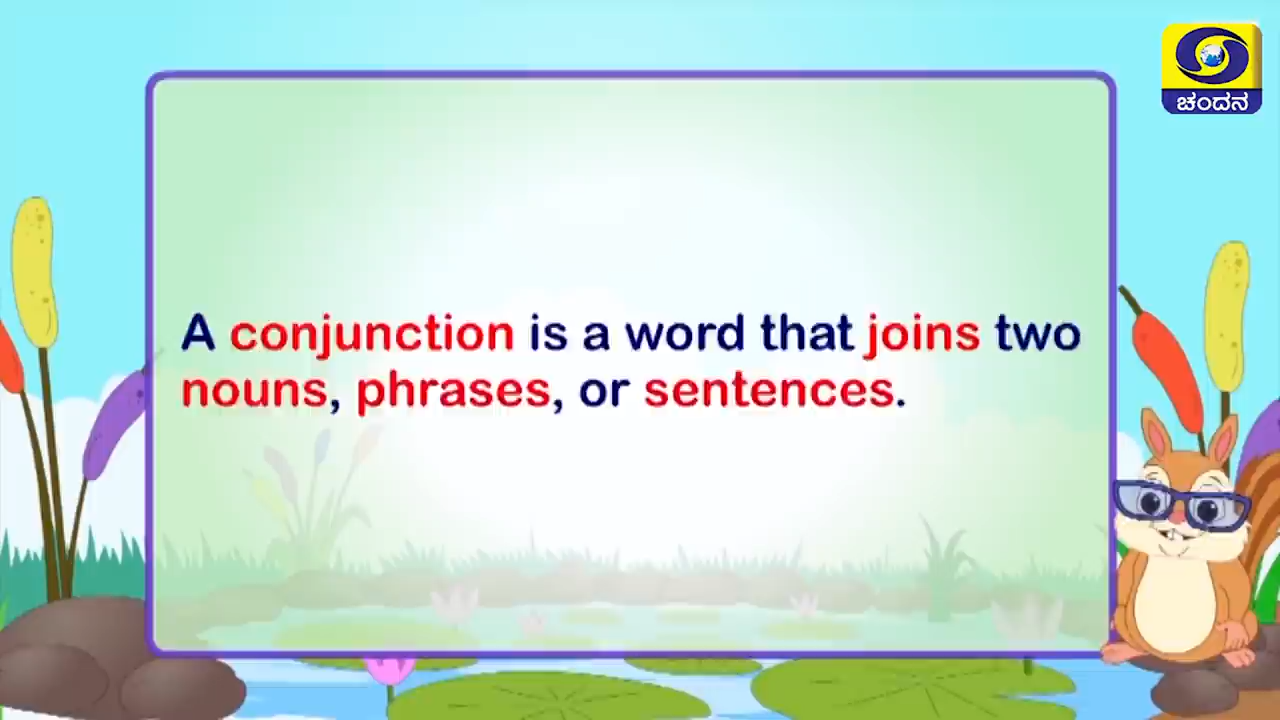 ಚಂದನ
A conjunction is a word that joins two
nouns, phrases, or sentences.